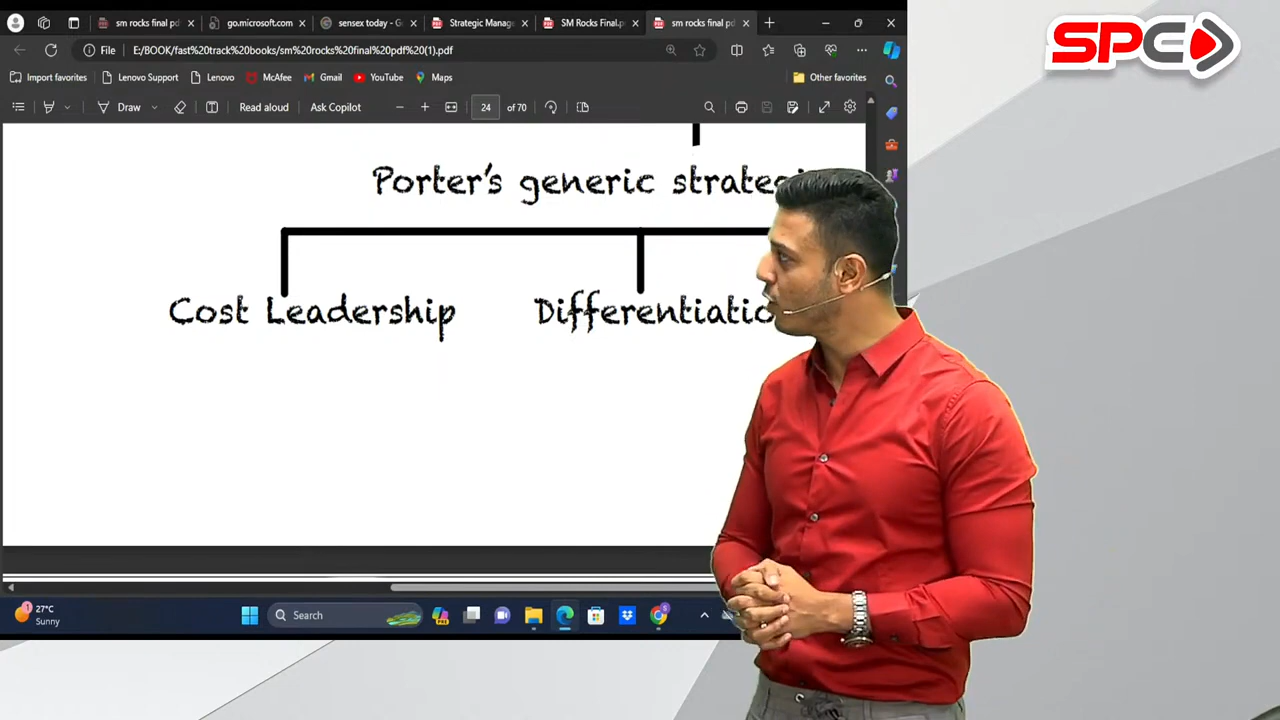 sm rocks final pd
go.microsoft.com
sensex today - G
Strategic Manage
SM Rocks Final.p
sm rocks final pd
File
E:/BOOK/fast%20track%20books/sm%20rocks%20final%20pdf%20(1).pdf
Import favorites
Lenovo Support
Lenovo
McAfee
Gmail
YouTube
Maps
Other favorites
Draw
Read aloud
Ask Copilot
24
of 70
Porter's generic strateg
Cost Leadership
Differentiatio
1
27°C
Sunny
Search
SPC